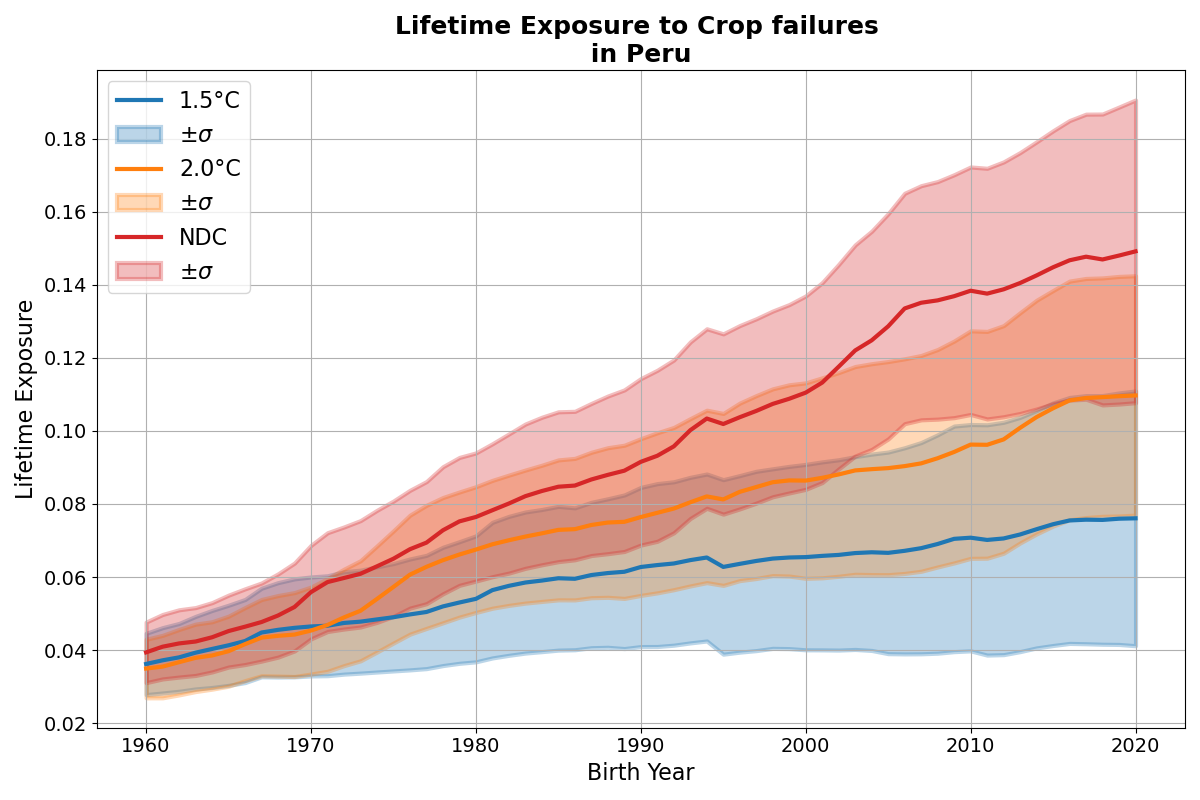 Lifetime Exposure to Crop failures
in Peru
1.5°C
±σ
2.0°C
±σ
NDC
±σ
Lifetime Exposure
0.18
0.16
0.14
0.12
0.10
0.08
0.06
0.04
0.02
1960 1970 1980 1990 2000 2010 2020
Birth Year